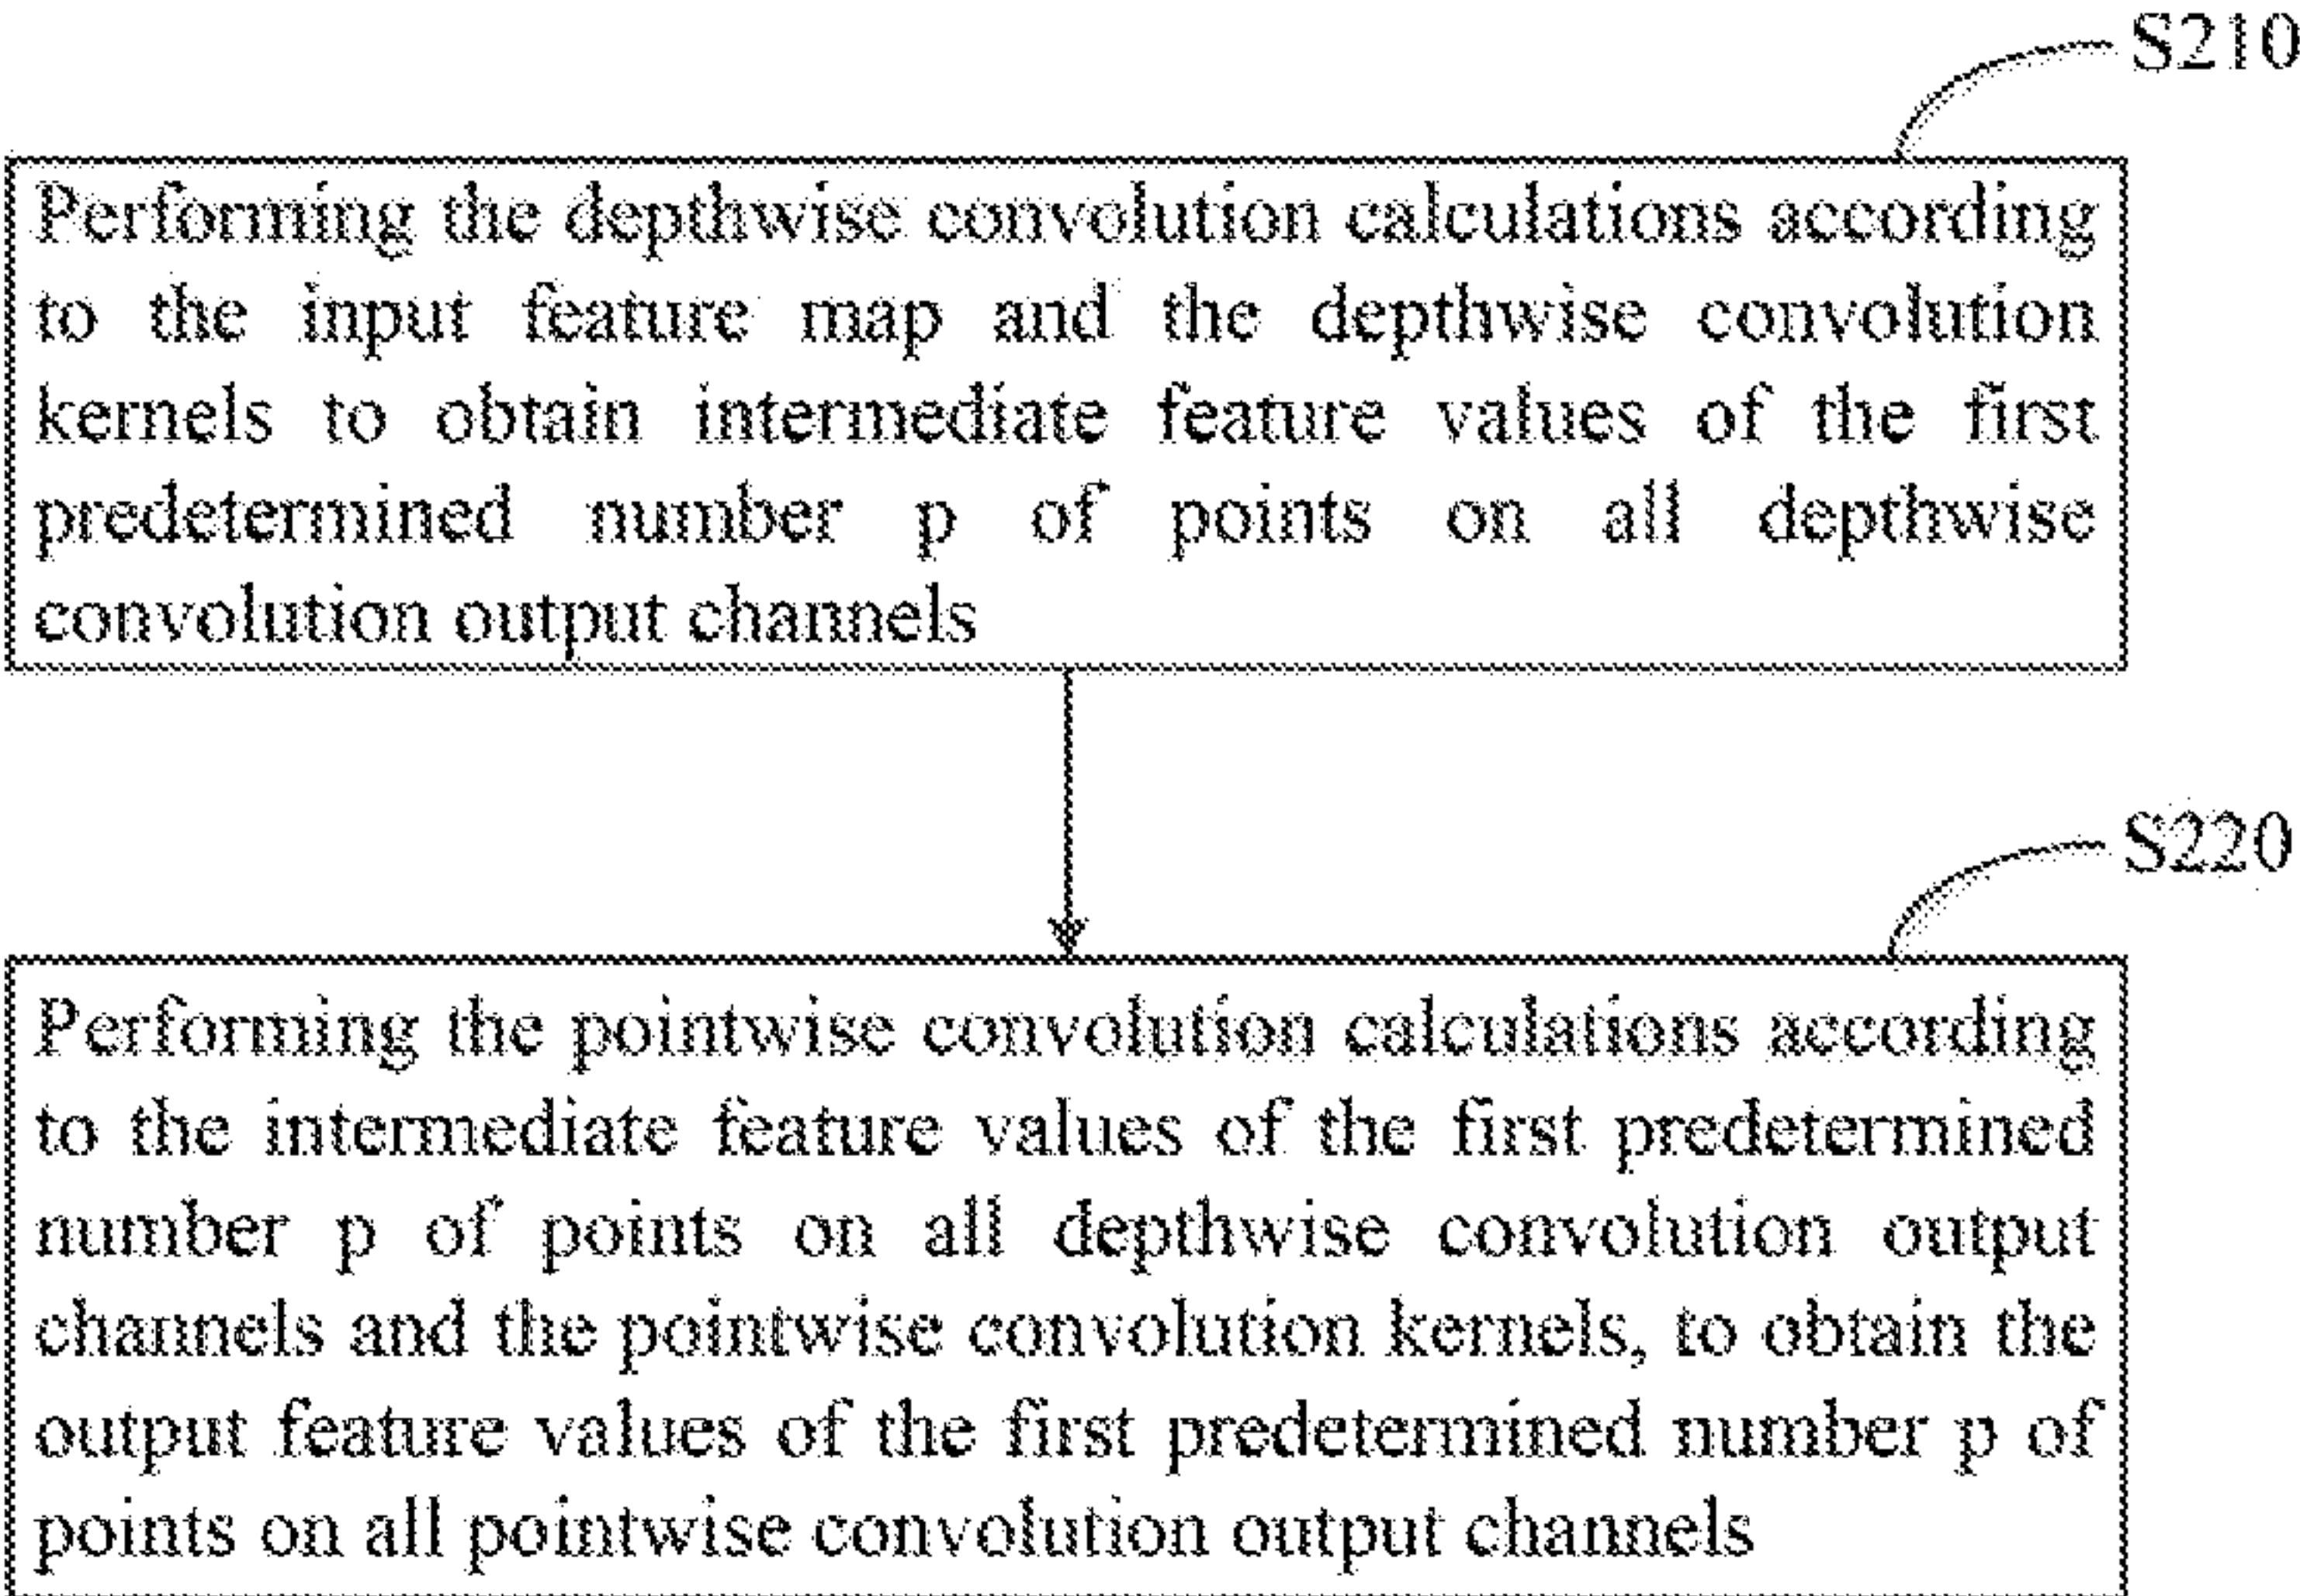 S210
Performing the depthwise convolution calculations according
to the input feature map and the depthwise convolution
kernels to obtain intermediate feature values of the first
predetermined number p of points on all depthwise
convolution output channels
S220
Performing the pointwise convolution calculations according
to the intermediate feature values of the first predetermined
number p of points on all depthwise convolution output
channels and the pointwise convolution kernels, to obtain the
output feature values of the first predetermined number p of
points on all pointwise convolution output channels